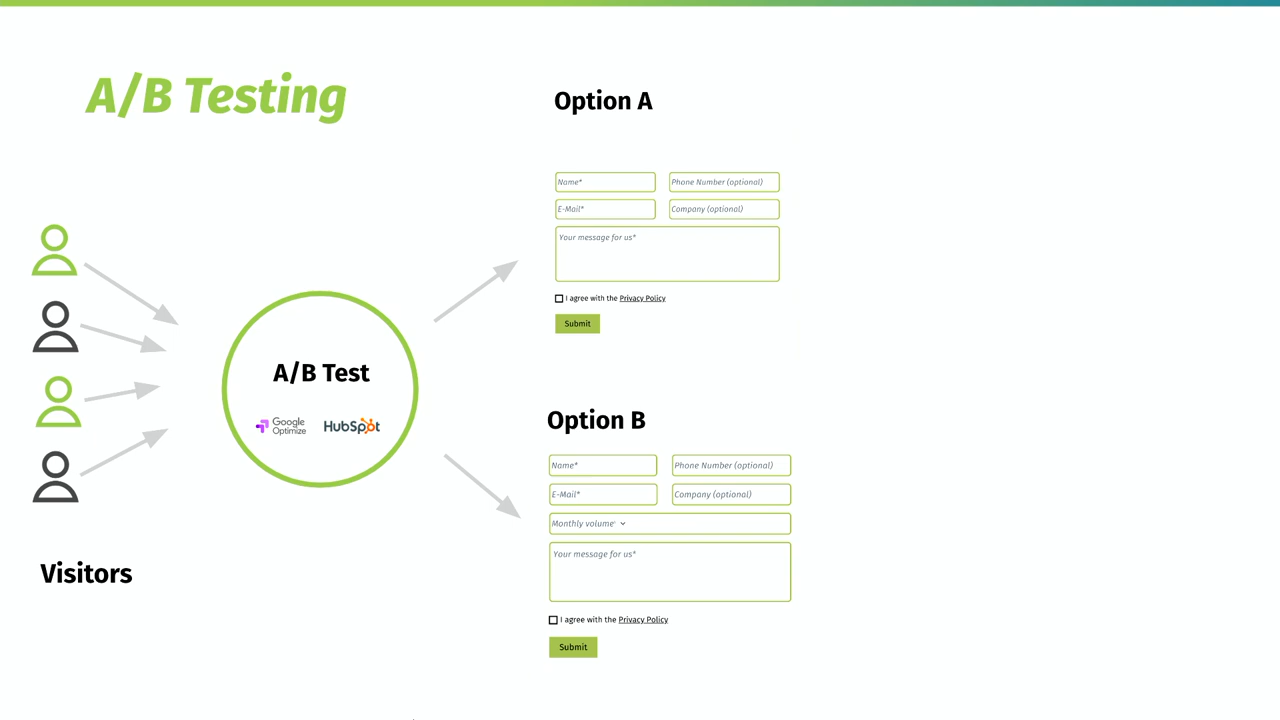 A/B Testing
Option A
Name*
Phone Number (optional)
E-Mail*
Company (optional)
Your message for us*
I agree with the Privacy Policy
Submit
A/B Test
Google
Optimize
HubSpot
Option B
Name*
Phone Number (optional)
E-Mail*
Company (optional)
Monthly volume*
Your message for us*
I agree with the Privacy Policy
Submit
Visitors